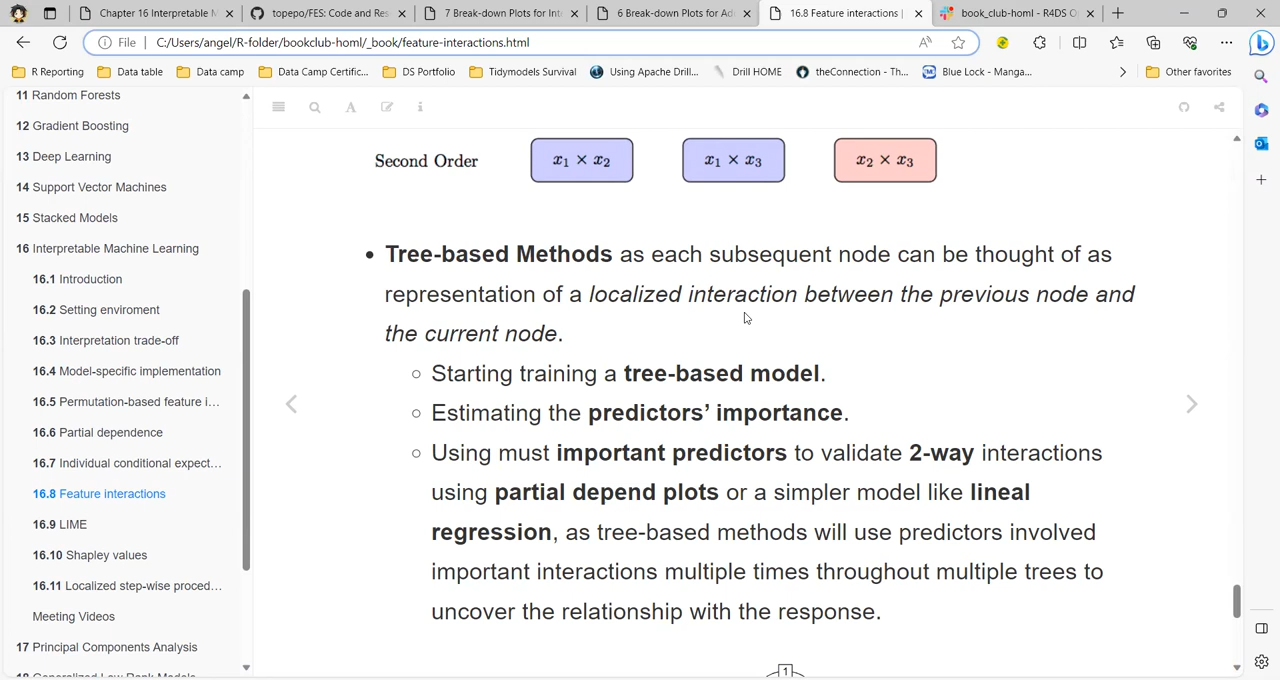 Chapter 16 Interpretable M
topepo/FES: Code and Res
7 Break-down Plots for Int
6 Break-down Plots for Ad
16.8 Feature interactions |
book_club-homl - R4DS O
File
C:/Users/angel/R-folder/bookclub-homl/_book/feature-interactions.html
R Reporting
Data table
Data camp
Data Camp Certific...
DS Portfolio
Tidymodels Survival
Using Apache Drill...
Drill HOME
theConnection - Th...
Blue Lock - Manga...
Other favorites
11 Random Forests
12 Gradient Boosting
13 Deep Learning
14 Support Vector Machines
15 Stacked Models
16 Interpretable Machine Learning
16.1 Introduction
16.2 Setting enviroment
16.3 Interpretation trade-off
16.4 Model-specific implementation
16.5 Permutation-based feature i...
16.6 Partial dependence
16.7 Individual conditional expect...
16.8 Feature interactions
16.9 LIME
16.10 Shapley values
16.11 Localized step-wise proced...
Meeting Videos
17 Principal Components Analysis
18 Generalized Low Rank Models
Second Order
x₁ × x₂
x₁ × x₃
x₂ × x₃
• Tree-based Methods as each subsequent node can be thought of as
representation of a localized interaction between the previous node and
the current node.
○ Starting training a tree-based model.
○ Estimating the predictors’ importance.
○ Using must important predictors to validate 2-way interactions
using partial depend plots or a simpler model like lineal
regression, as tree-based methods will use predictors involved
important interactions multiple times throughout multiple trees to
uncover the relationship with the response.
1